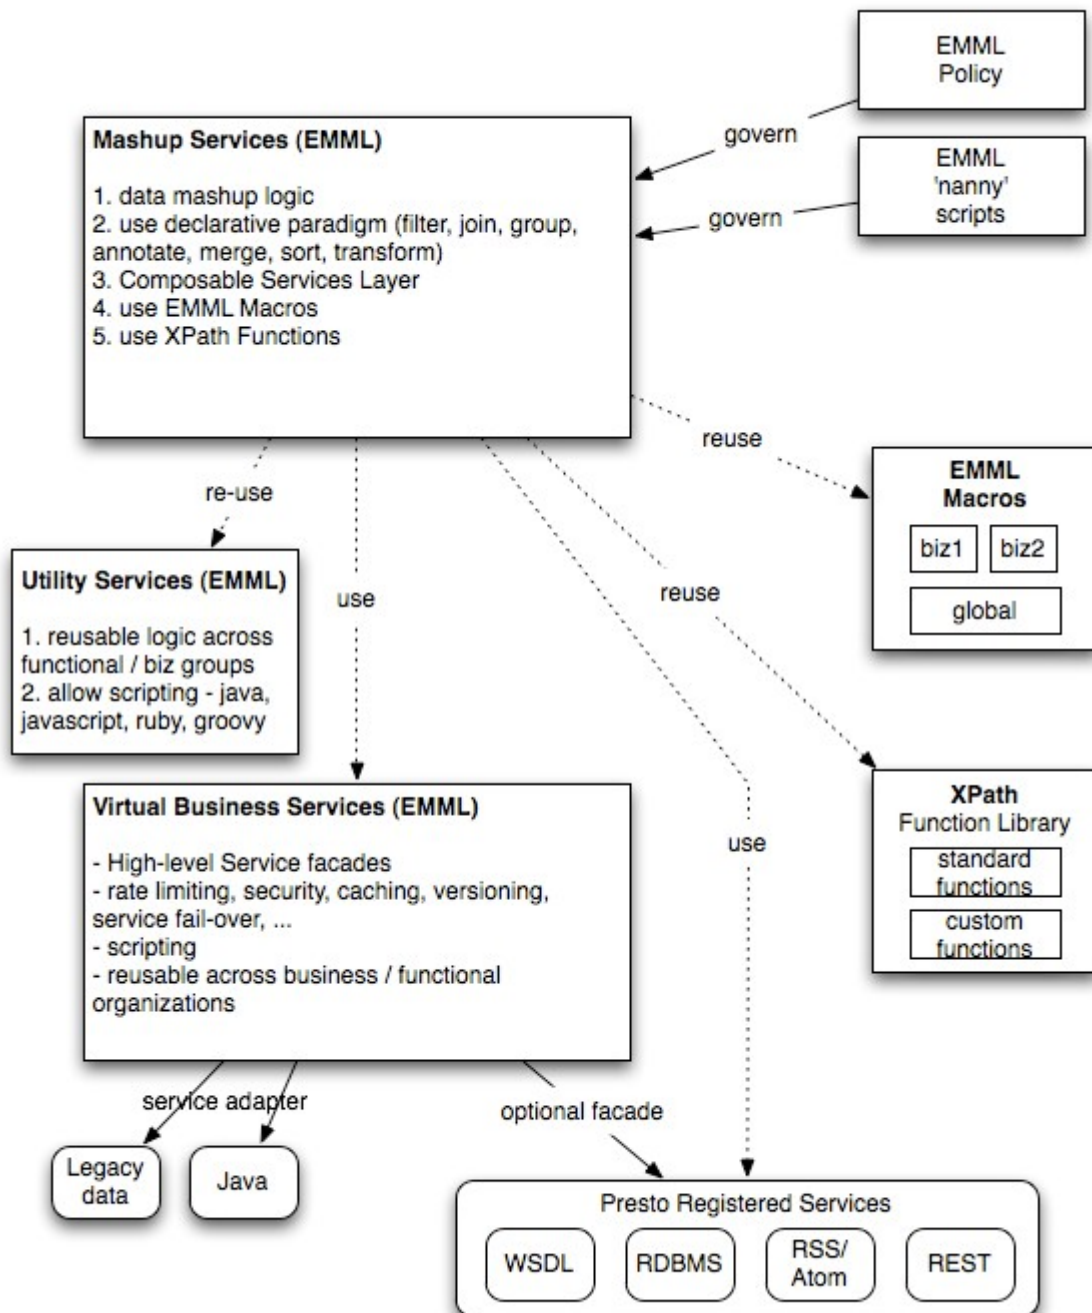 EMML
Policy
govern
Mashup Services (EMML)
1. data mashup logic
2. use declarative paradigm (filter, join, group,
annotate, merge, sort, transform)
3. Composable Services Layer
4. use EMML Macros
5. use XPath Functions
EMML
'nanny'
scripts
govern
reuse
re-use
EMML
Macros
biz1
biz2
global
Utility Services (EMML)
1. reusable logic across
functional / biz groups
2. allow scripting - java,
javascript, ruby, groovy
use
reuse
Virtual Business Services (EMML)
- High-level Service facades
- rate limiting, security, caching, versioning,
service fail-over, ...
- scripting
- reusable across business / functional
organizations
use
XPath
Function Library
standard
functions
custom
functions
service adapter
optional facade
Legacy
data
Java
Presto Registered Services
WSDL
RDBMS
RSS/
Atom
REST